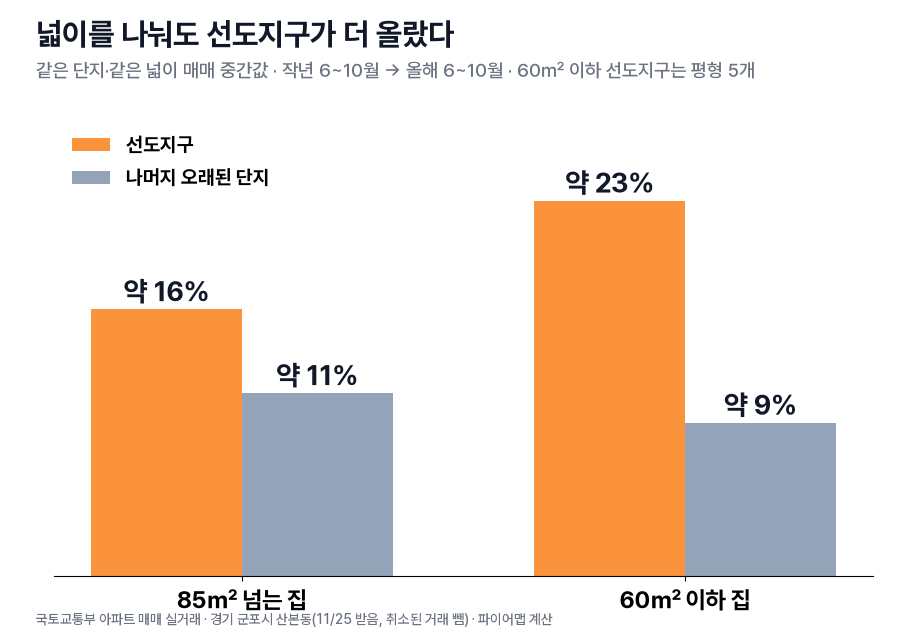 넓이를 나눠도 선도지구가 더 올랐다
같은 단지·같은 넓이 매매 중간값 · 작년 6~10월 → 올해 6~10월 · 60m² 이하 선도지구는 평형 5개
선도지구
나머지 오래된 단지
약 23%
약 16%
약 11%
약 9%
85m² 넘는 집
60m² 이하 집
국토교통부 아파트 매매 실거래 · 경기 군포시 산본동(11/25 받음, 취소된 거래 뺌) · 파이어맵 계산